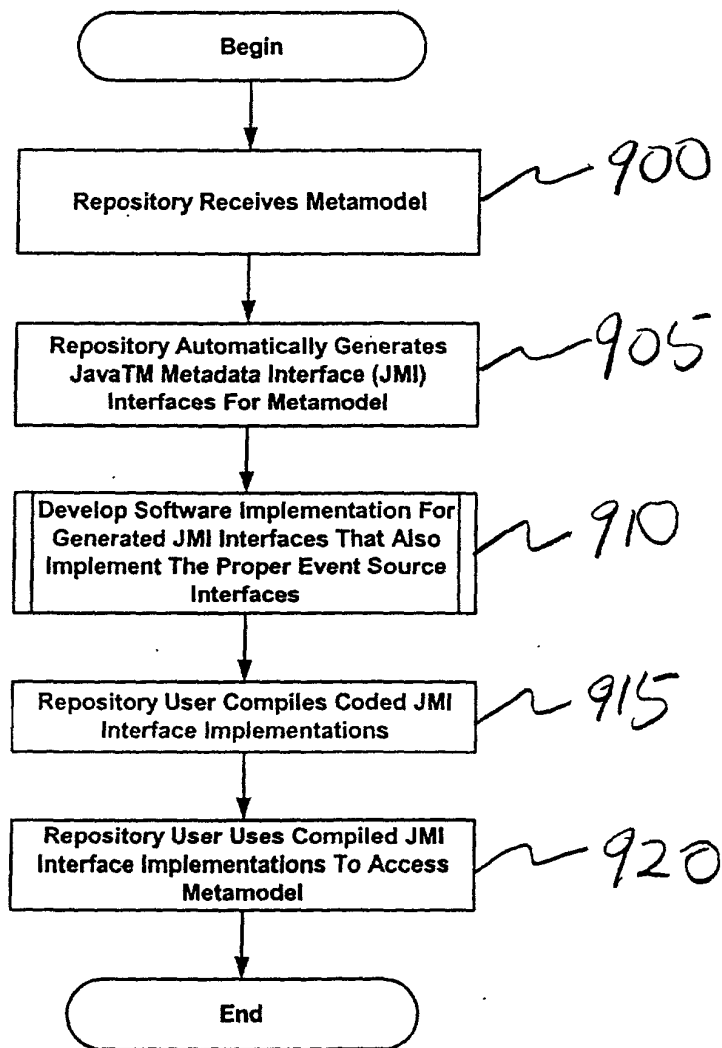 Begin
Repository Receives Metamodel
900
Repository Automatically Generates
JavaTM Metadata Interface (JMI)
Interfaces For Metamodel
905
Develop Software Implementation For
Generated JMI Interfaces That Also
Implement The Proper Event Source
Interfaces
910
Repository User Compiles Coded JMI
Interface Implementations
915
Repository User Uses Compiled JMI
Interface Implementations To Access
Metamodel
920
End